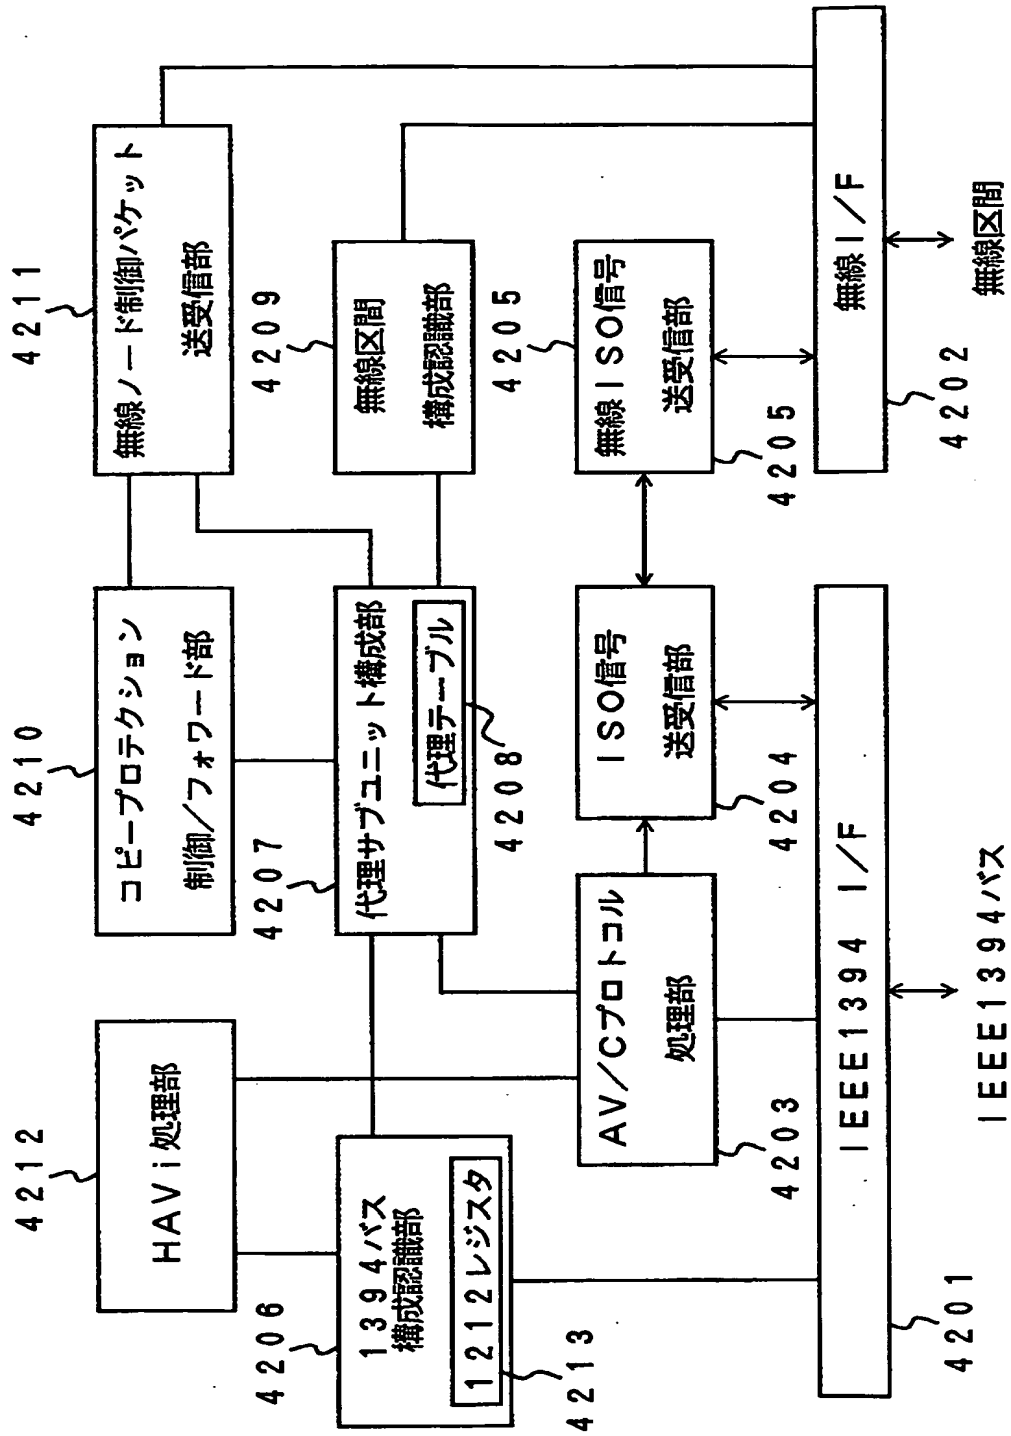 4212
HAVi処理部
4210
コピープロテクション
制御/フォワード部
4211
無線ノード制御パケット
送受信部
4206
1394バス
構成認識部
1212レジスタ
4213
4207
代理サブユニット構成部
代理テーブル
4208
4209
無線区間
構成認識部
AV/Cプロトコル
処理部
4203
ISO信号
送受信部
4204
4205
無線ISO信号
送受信部
4205
IEEE1394 I/F
4201
無線I/F
4202
IEEE1394バス
無線区間